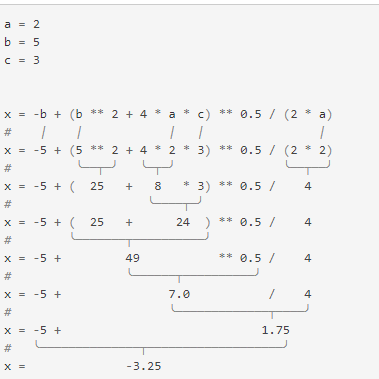 a = 2
b = 5
c = 3
x = -b + (b ** 2 + 4 * a * c) ** 0.5 / (2 * a)
# / / / / /
x = -5 + (5 ** 2 + 4 * 2 * 3) ** 0.5 / (2 * 2)
#
x = -5 + ( 25 + 8 * 3) ** 0.5 / 4
#
x = -5 + ( 25 + 24 ) ** 0.5 / 4
#
x = -5 + 49 ** 0.5 / 4
#
x = -5 + 7.0 / 4
#
x = -5 + 1.75
#
x = -3.25